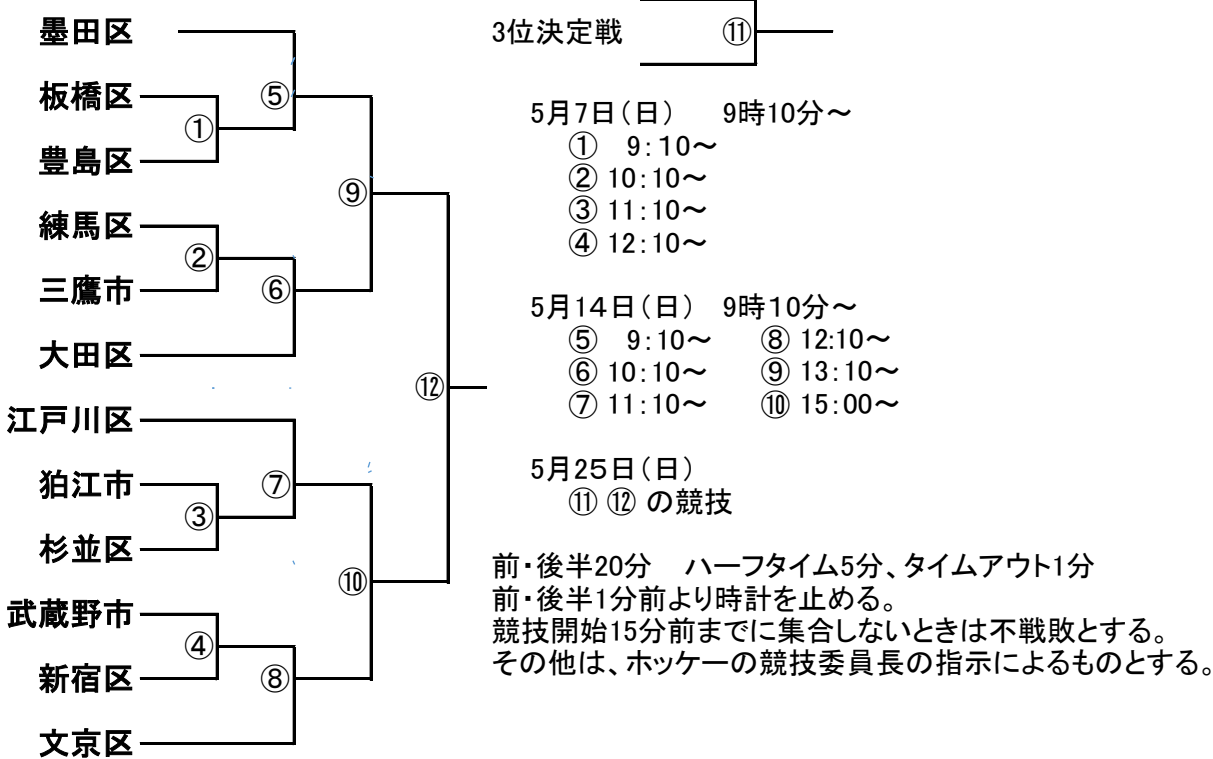 墨田区
板橋区
豊島区
練馬区
三鷹市
大田区
江戸川区
狛江市
杉並区
武蔵野市
新宿区
文京区
①
②
③
④
⑤
⑥
⑦
⑧
⑨
⑩
⑫
3位決定戦 ⑪
5月7日(日) 9時10分~
① 9:10~
② 10:10~
③ 11:10~
④ 12:10~
5月14日(日) 9時10分~
⑤ 9:10~ ⑧ 12:10~
⑥ 10:10~ ⑨ 13:10~
⑦ 11:10~ ⑩ 15:00~
5月25日(日)
⑪ ⑫ の競技
前・後半20分 ハーフタイム5分、タイムアウト1分
前・後半1分前より時計を止める。
競技開始15分前までに集合しないときは不戦敗とする。
その他は、ホッケーの競技委員長の指示によるものとする。